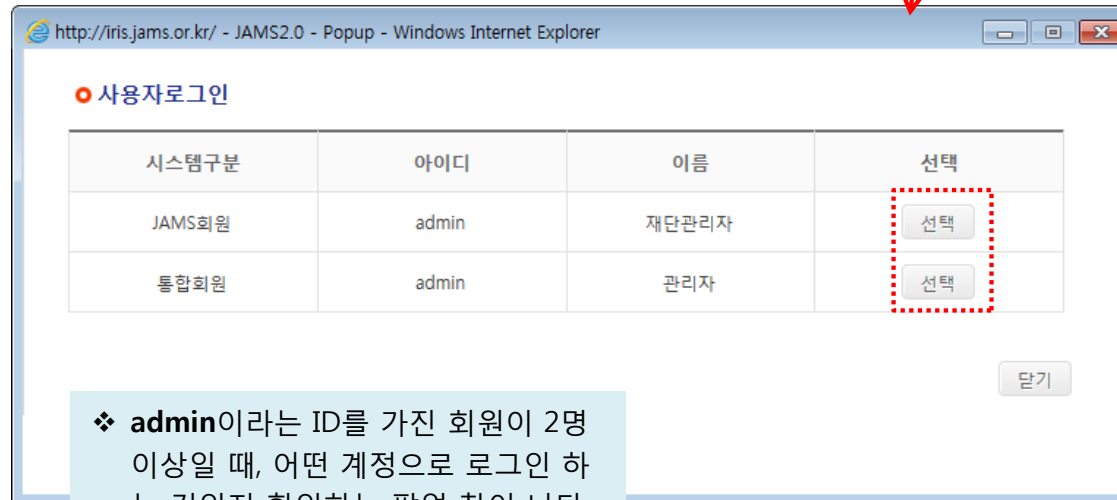 http://iris.jams.or.kr/ - JAMS2.0 - Popup - Windows Internet Explorer
사용자로그인
시스템구분 아이디 이름 선택
JAMS회원 admin 재단관리자 선택
통합회원 admin 관리자 선택
닫기
❖ admin이라는 ID를 가진 회원이 2명
이상일 때, 어떤 계정으로 로그인 하